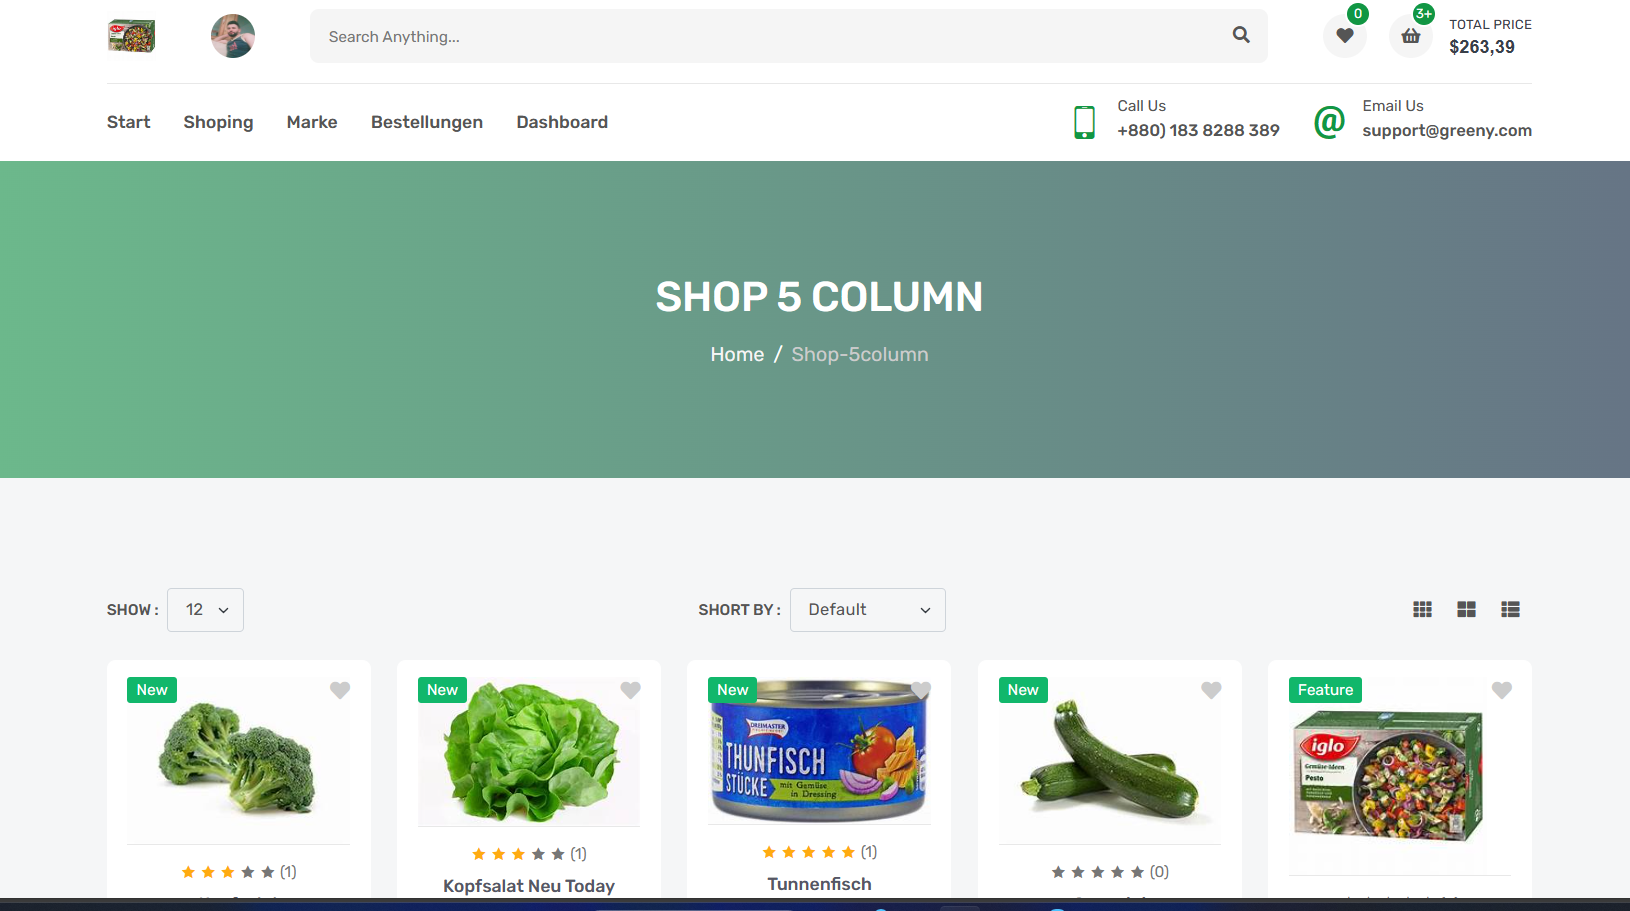 Search Anything...
0
3+
TOTAL PRICE
$263,39
Start
Shoping
Marke
Bestellungen
Dashboard
Call Us
+880) 183 8288 389
@
Email Us
support@greeny.com
SHOP 5 COLUMN
Home / Shop-5column
SHOW :
12
SHORT BY :
Default
New
(1)
New
(1)
Kopfsalat Neu Today
New
DREIMASTER
THUNFISCH
STÜCKE
mit Gemüse
in Dressing
(1)
Tunnenfisch
New
(0)
Feature
iglo
Gemüse-Ideen
Pesto